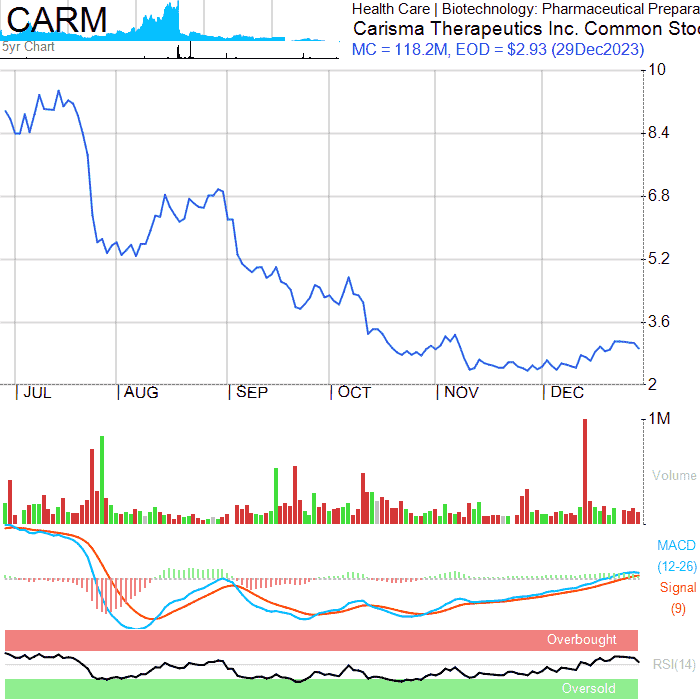 CARM
Health Care | Biotechnology: Pharmaceutical Prepara
Carisma Therapeutics Inc. Common Stoc
5yr Chart
MC = 118.2M, EOD = $2.93 (29Dec2023)
10
8.4
6.8
5.2
3.6
2
| JUL | AUG | SEP | OCT | NOV | DEC
1M
Volume
MACD
(12-26)
Signal
(9)
Overbought
RSI(14)
Oversold